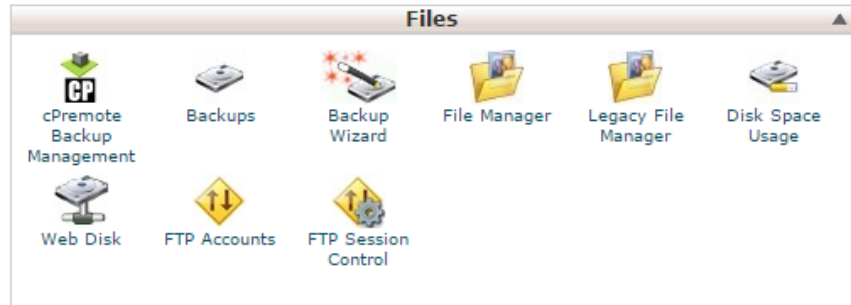 Files
CP
cPremote
Backup
Management
Backups
Backup
Wizard
File Manager
Legacy File
Manager
Disk Space
Usage
Web Disk
FTP Accounts
FTP Session
Control